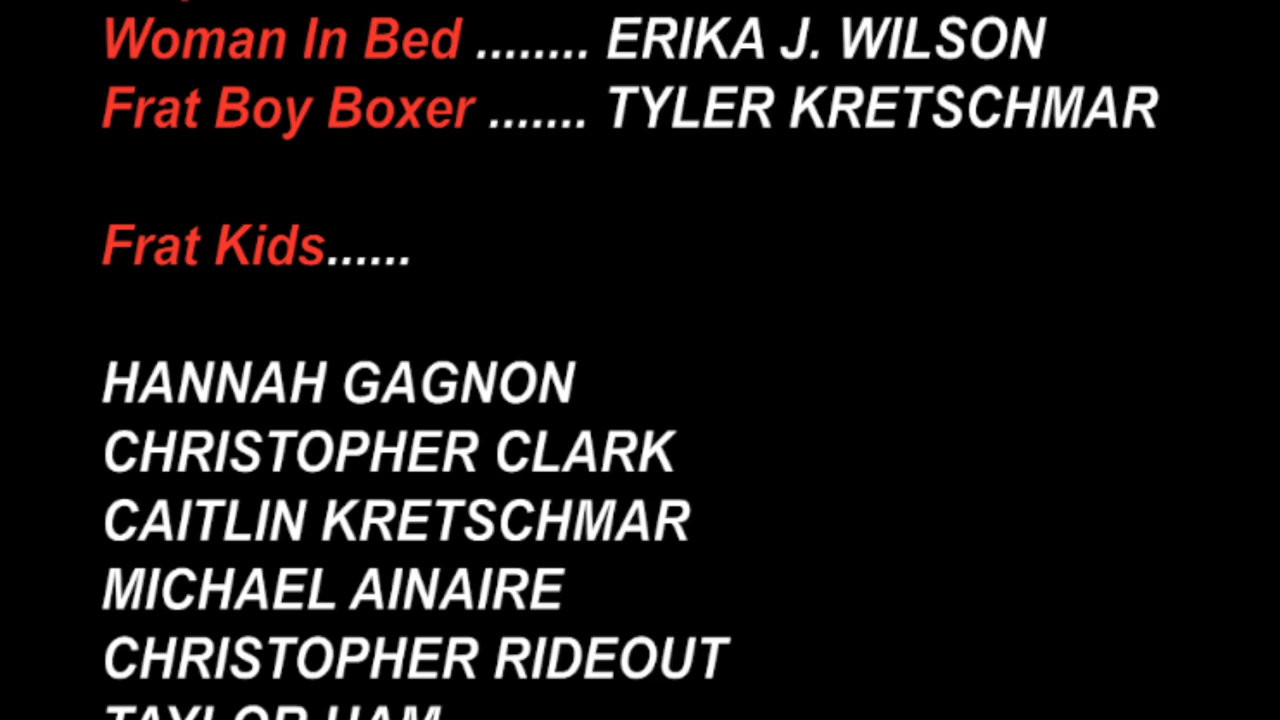 Woman In Bed ........ ERIKA J. WILSON
Frat Boy Boxer ....... TYLER KRETSCHMAR
Frat Kids......
HANNAH GAGNON
CHRISTOPHER CLARK
CAITLIN KRETSCHMAR
MICHAEL AINAIRE
CHRISTOPHER RIDEOUT
TAYLOR